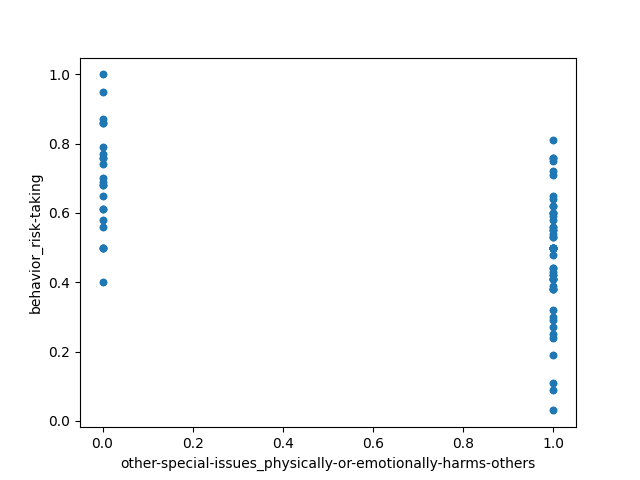 1.0
0.8
0.6
0.4
0.2
0.0
behavior_risk-taking
0.0 0.2 0.4 0.6 0.8 1.0
other-special-issues_physically-or-emotionally-harms-others